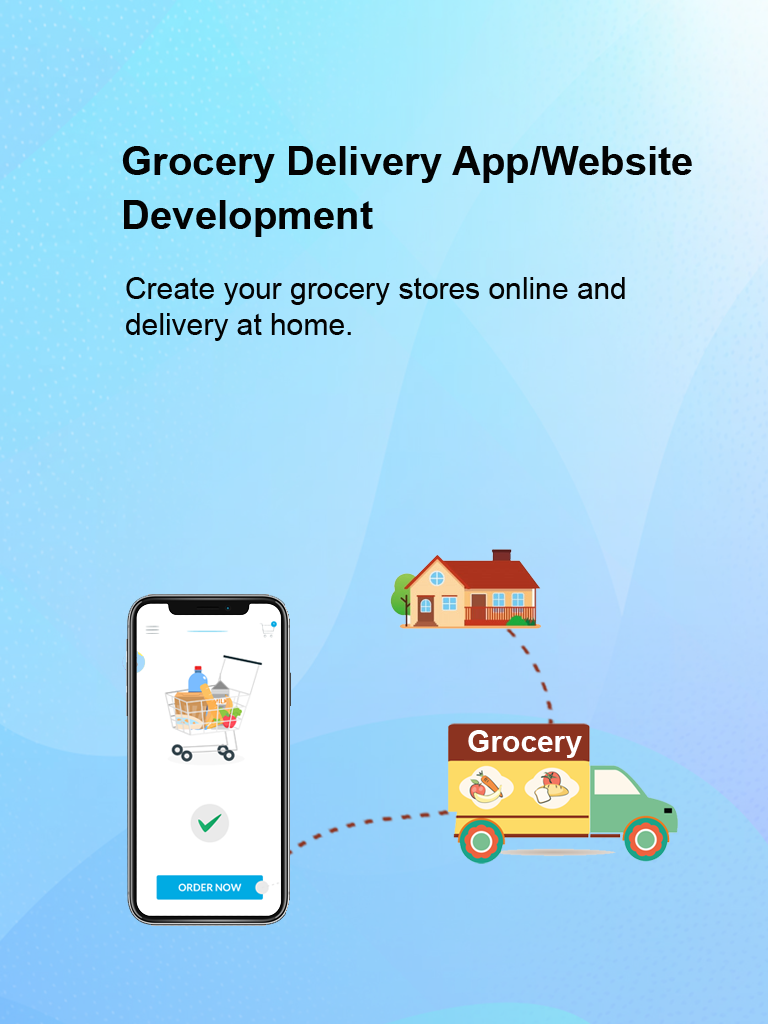 Grocery Delivery App/Website
Development
Create your grocery stores online and
delivery at home.
Grocery
ORDER NOW